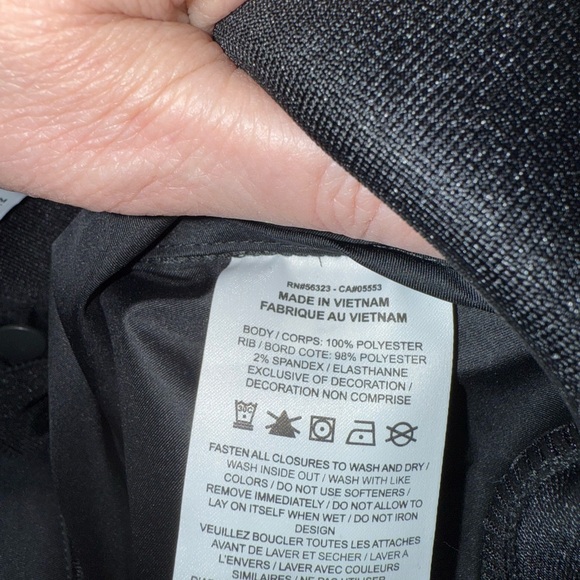 RN#56323 - CA#05553
MADE IN VIETNAM
FABRIQUE AU VIETNAM
BODY / CORPS: 100% POLYESTER
RIB / BORD COTE: 98% POLYESTER
2% SPANDEX / ELASTHANNE
EXCLUSIVE OF DECORATION /
DECORATION NON COMPRISE
30C
FASTEN ALL CLOSURES TO WASH AND DRY /
WASH INSIDE OUT / WASH WITH LIKE
COLORS / DO NOT USE SOFTENERS /
REMOVE IMMEDIATELY / DO NOT ALLOW TO
LAY ON ITSELF WHEN WET / DO NOT IRON
DESIGN
VEUILLEZ BOUCLER TOUTES LES ATTACHES
AVANT DE LAVER ET SECHER / LAVER A
L'ENVERS / LAVER AVEC COULEURS
SIMILAIRES /